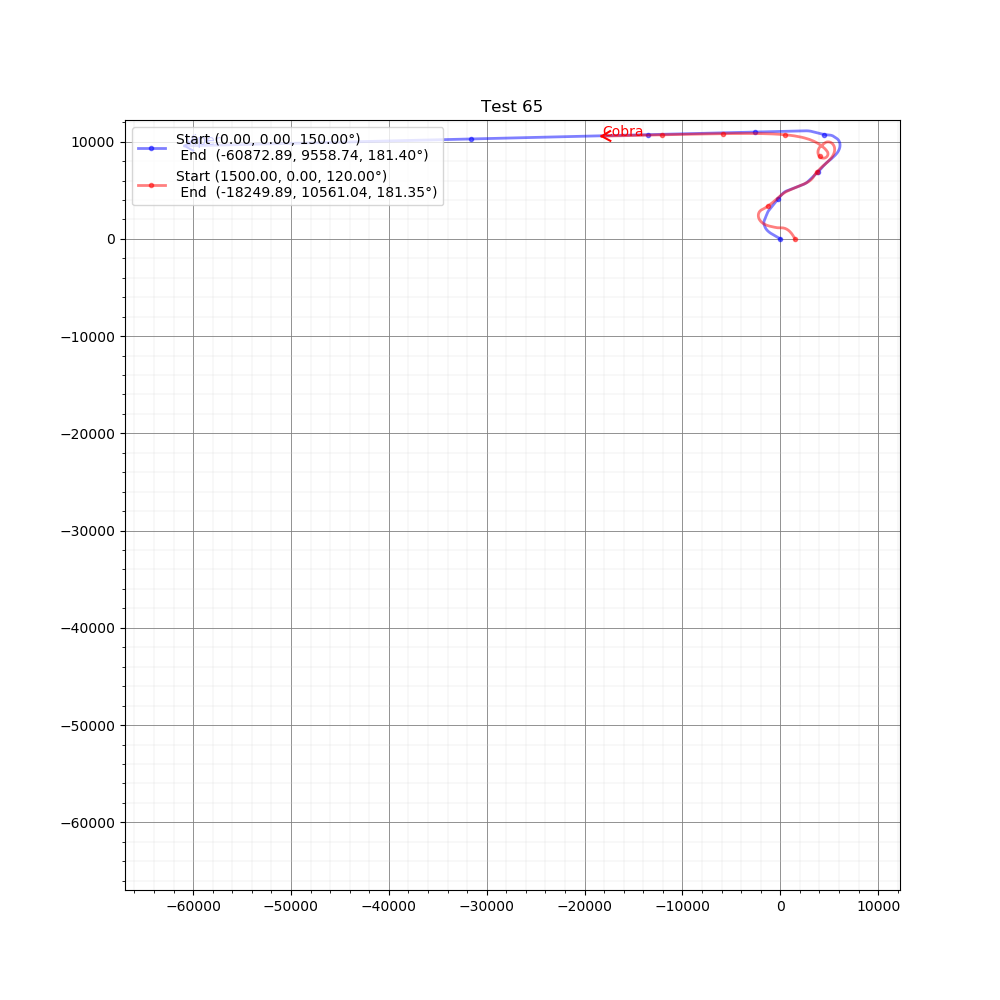 Test 65
Start (0.00, 0.00, 150.00°)
End (-60872.89, 9558.74, 181.40°)
Start (1500.00, 0.00, 120.00°)
End (-18249.89, 10561.04, 181.35°)
Cobra
10000
0
−10000
−20000
−30000
−40000
−50000
−60000
−60000 −50000 −40000 −30000 −20000 −10000 0 10000